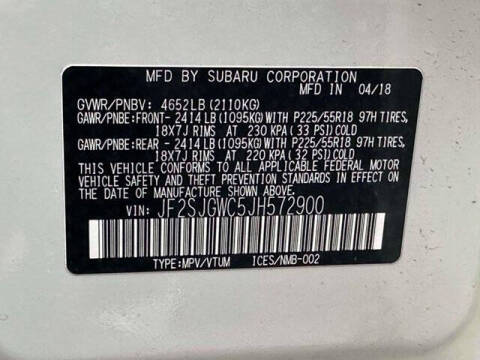 MFD BY SUBARU CORPORATION
MFD IN 04/18
GVWR/PNBV: 4652LB (2110KG)
GAWR/PNBE:FRONT- 2414LB (1095KG) WITH P225/55R18 97H TIRES,
18X7J RIMS AT 230 KPA (33 PSI) COLD
GAWR/PNBE:REAR - 2414LB (1095KG) WITH P225/55R18 97H TIRES,
18X7J RIMS AT 220 KPA (32 PSI) COLD
THIS VEHICLE CONFORMS TO ALL APPLICABLE FEDERAL MOTOR
VEHICLE SAFETY, BUMPER, AND THEFT PREVENTION STANDARDS
IN EFFECT ON THE DATE OF MANUFACTURE SHOWN ABOVE.
VIN: JF2SJGWC5JH572900
TYPE:MPV/VTUM ICES/NMB-002